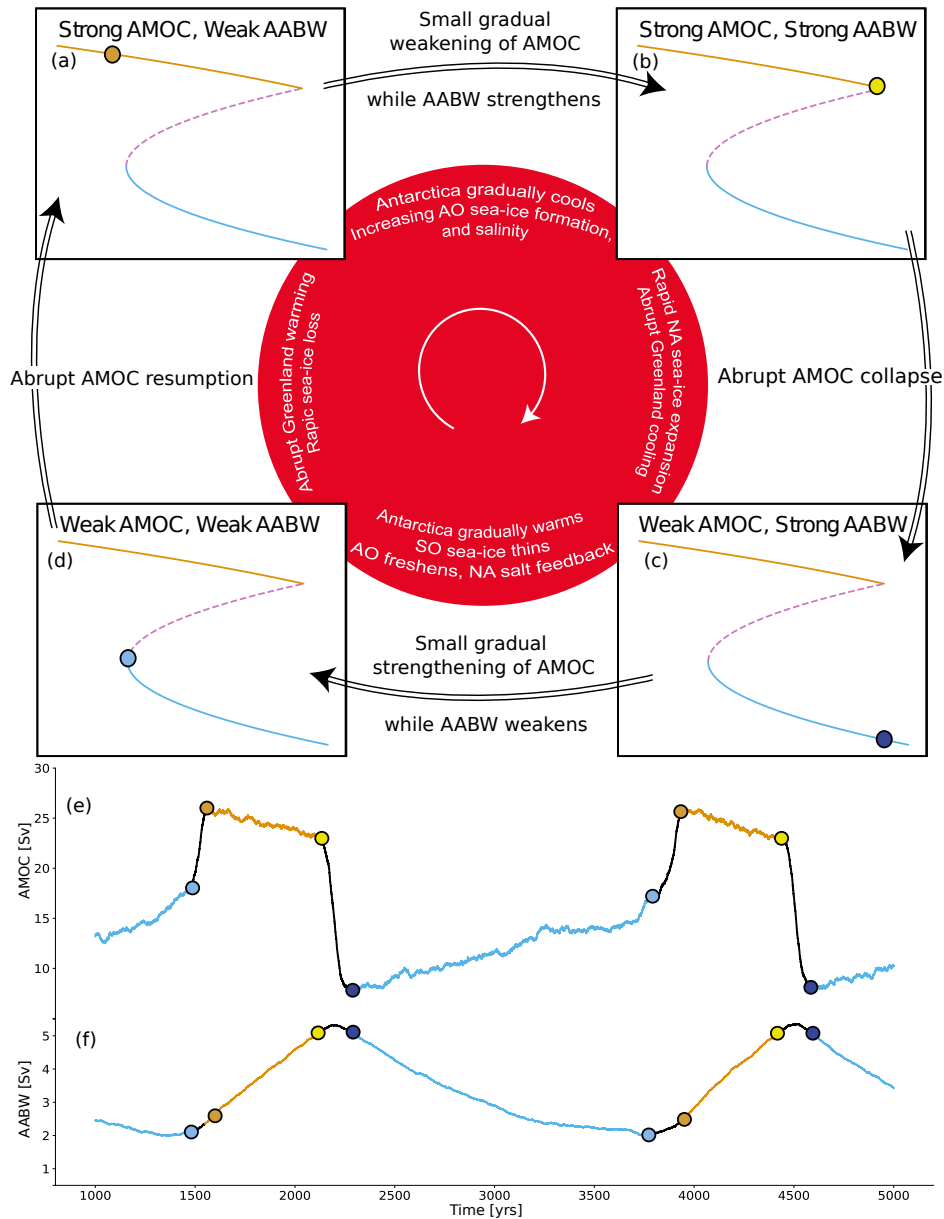 Strong AMOC, Weak AABW
(a)
Small gradual
weakening of AMOC
while AABW strengthens
Strong AMOC, Strong AABW
(b)
Antarctica gradually cools
Increasing AO sea-ice formation,
and salinity
Abrupt AMOC resumption
Abrupt Greenland warming
Rapic sea-ice loss
Rapid NA sea-ice expansion
Abrupt Greenland cooling
Abrupt AMOC collapse
Weak AMOC, Weak AABW
(d)
Antarctica gradually warms
SO sea-ice thins
AO freshens, NA salt feedback
Weak AMOC, Strong AABW
(c)
Small gradual
strengthening of AMOC
while AABW weakens
(e)
AMOC [Sv]
30
25
20
15
10
(f)
AABW [Sv]
5
4
3
2
1
1000 1500 2000 2500 3000 3500 4000 4500 5000
Time [yrs]